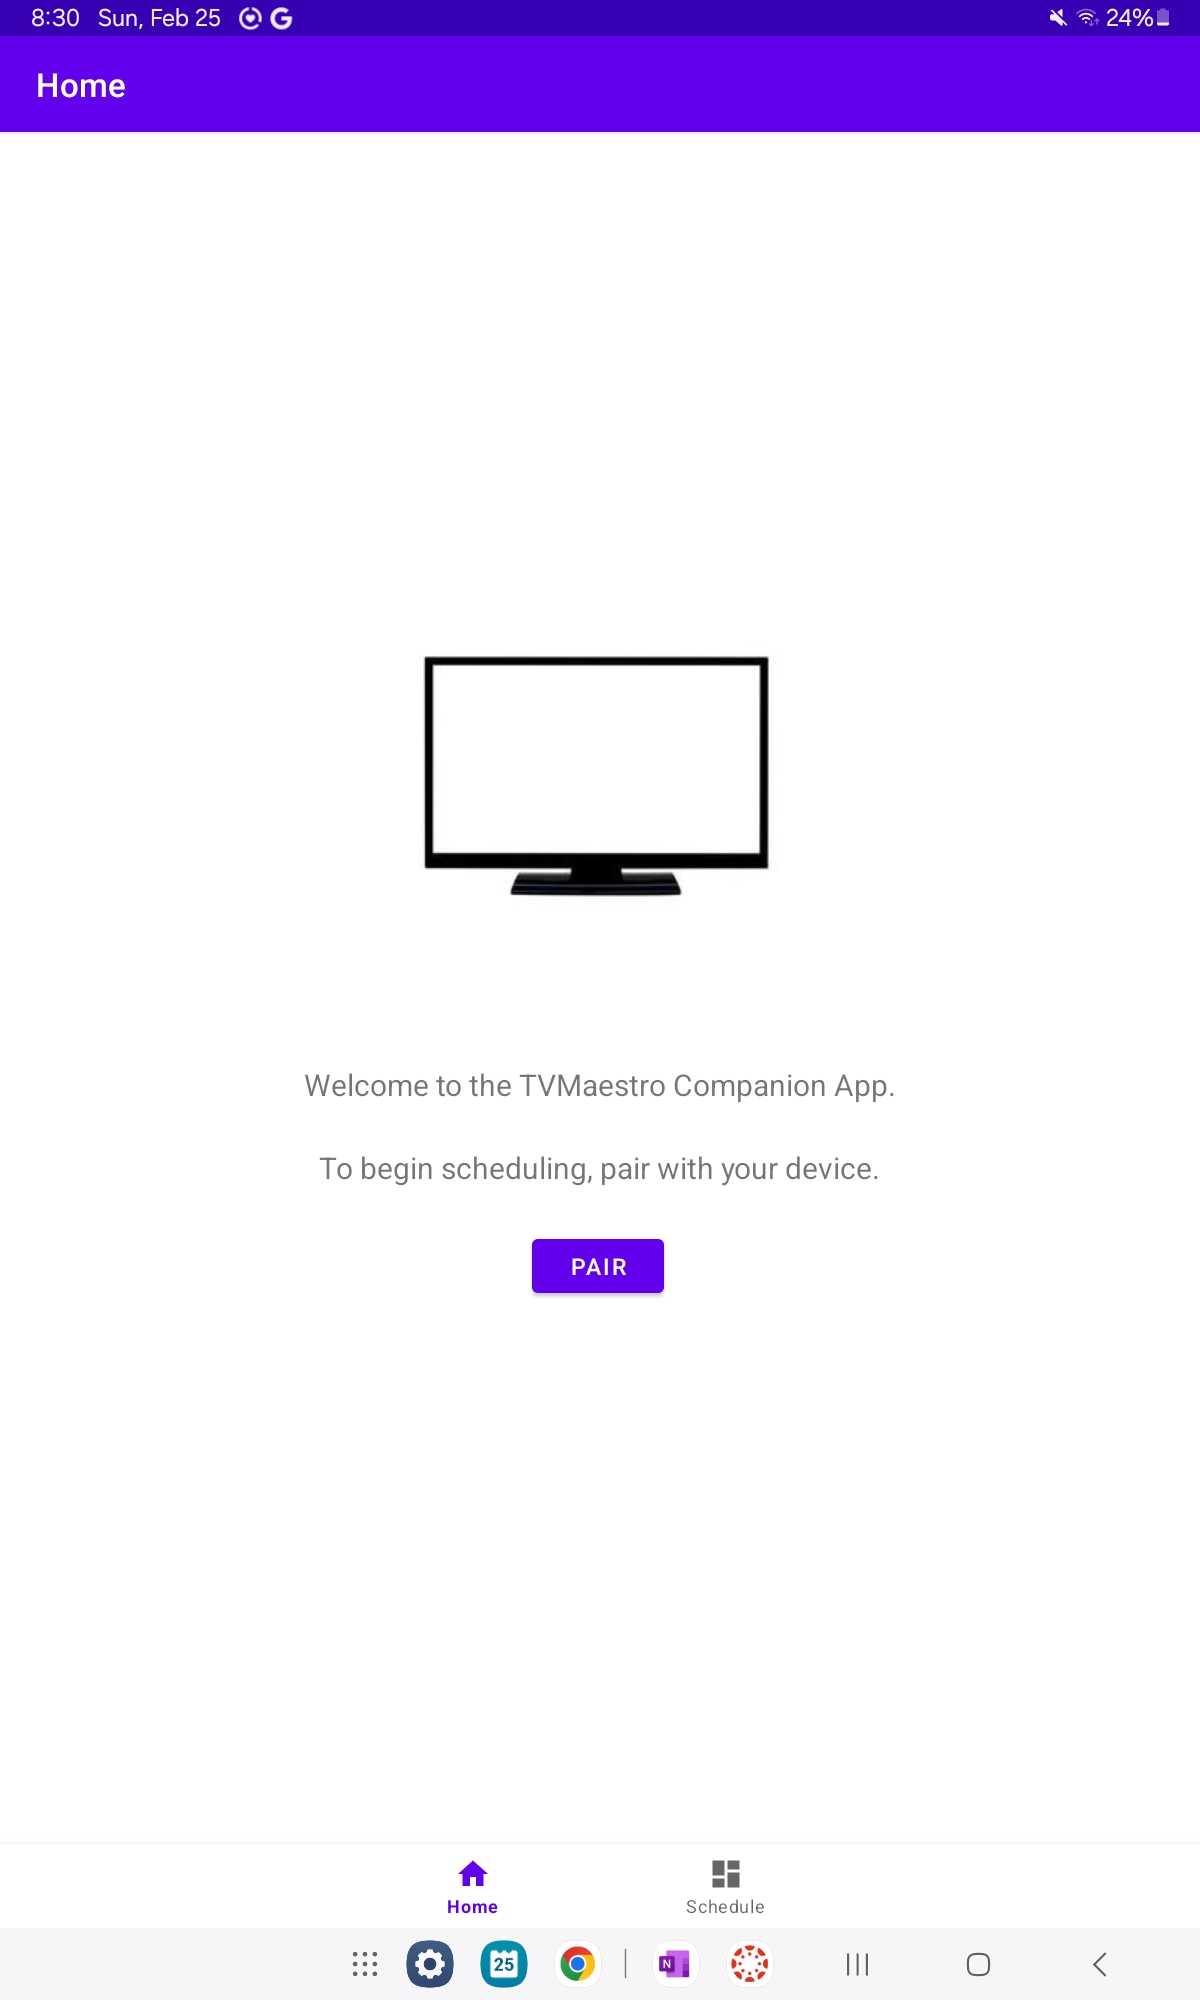 8:30 Sun, Feb 25 G 24%
Home
Welcome to the TVMaestro Companion App.
To begin scheduling, pair with your device.
PAIR
Home Schedule
25 N